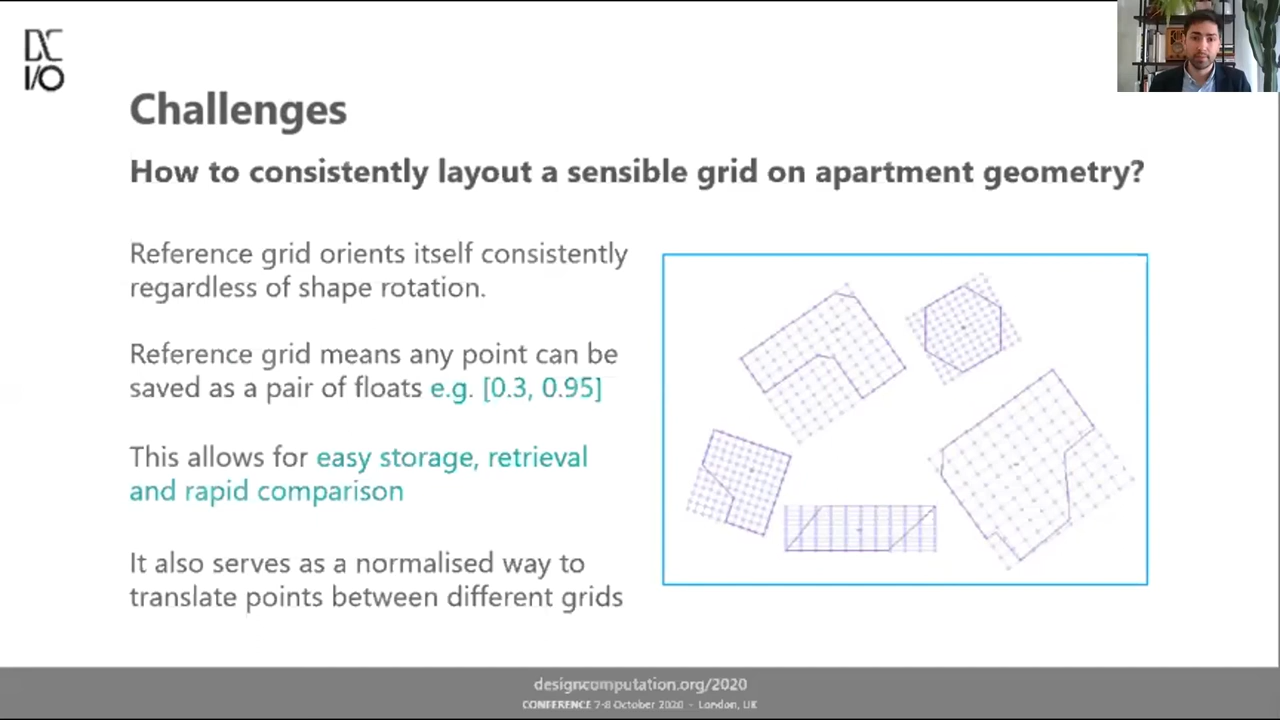 DC
I/O
Challenges
How to consistently layout a sensible grid on apartment geometry?
Reference grid orients itself consistently
regardless of shape rotation.
Reference grid means any point can be
saved as a pair of floats e.g. [0.3, 0.95]
This allows for easy storage, retrieval
and rapid comparison
It also serves as a normalised way to
translate points between different grids
designcomputation.org/2020
CONFERENCE 7-8 October 2020 - London, UK